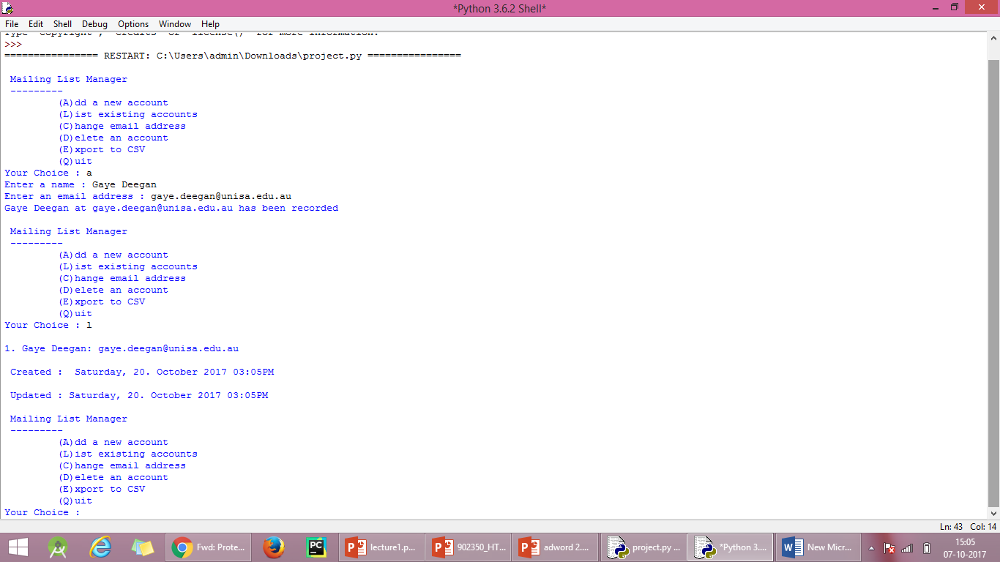 *Python 3.6.2 Shell*
File Edit Shell Debug Options Window Help
Type "copyright", "credits" or "license()" for more information.
>>>
================ RESTART: C:\Users\admin\Downloads\project.py ================
Mailing List Manager
---------
(A)dd a new account
(L)ist existing accounts
(C)hange email address
(D)elete an account
(E)xport to CSV
(Q)uit
Your Choice : a
Enter a name : Gaye Deegan
Enter an email address : gaye.deegan@unisa.edu.au
Gaye Deegan at gaye.deegan@unisa.edu.au has been recorded
Mailing List Manager
---------
(A)dd a new account
(L)ist existing accounts
(C)hange email address
(D)elete an account
(E)xport to CSV
(Q)uit
Your Choice : l
1. Gaye Deegan: gaye.deegan@unisa.edu.au
Created :  Saturday, 20. October 2017 03:05PM
Updated : Saturday, 20. October 2017 03:05PM
Mailing List Manager
---------
(A)dd a new account
(L)ist existing accounts
(C)hange email address
(D)elete an account
(E)xport to CSV
(Q)uit
Your Choice :
Ln: 43 Col: 14
Fwd: Prote... PC lecture1.p... 902350_HT... adword 2.... project.py ... *Python 3.... New Micr... 15:05
07-10-2017